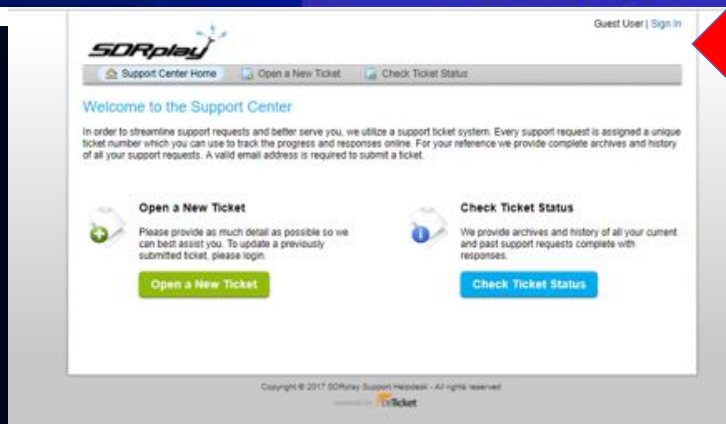 Guest User | Sign In
SDRplay
Support Center Home Open a New Ticket Check Ticket Status
Welcome to the Support Center
In order to streamline support requests and better serve you, we utilize a support ticket system. Every support request is assigned a unique
ticket number which you can use to track the progress and responses online. For your reference we provide complete archives and history
of all your support requests. A valid email address is required to submit a ticket.
Open a New Ticket
Please provide as much detail as possible so we
can best assist you. To update a previously
submitted ticket, please login.
Open a New Ticket
Check Ticket Status
We provide archives and history of all your current
and past support requests complete with
responses.
Check Ticket Status
Copyright © 2017 SDRplay Support Helpdesk - All rights reserved
osTicket